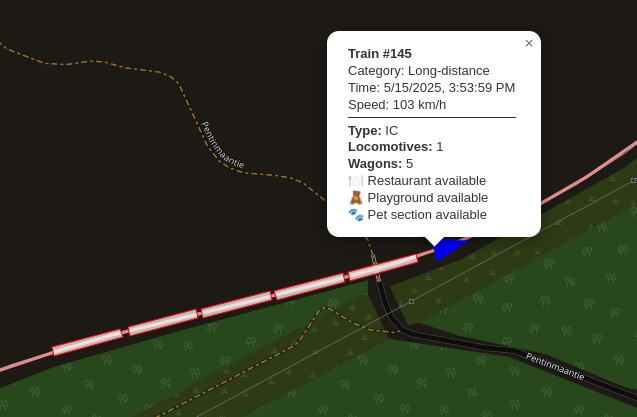 ×
Train #145
Category: Long-distance
Time: 5/15/2025, 3:53:59 PM
Speed: 103 km/h
Type: IC
Locomotives: 1
Wagons: 5
🍽️ Restaurant available
🧸 Playground available
🐾 Pet section available
Pentinmaantie
Pentinmaantie